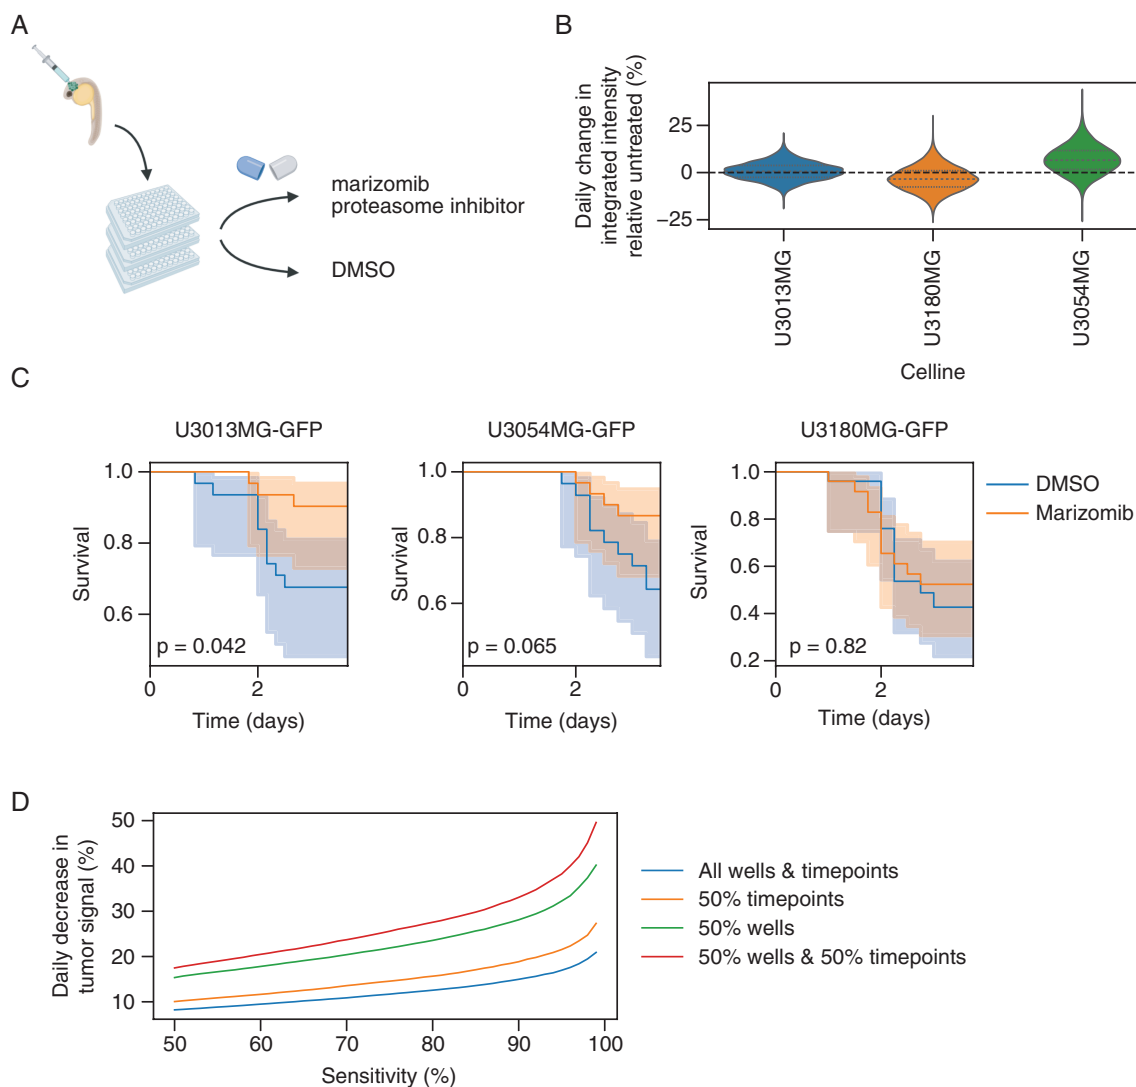 A
marizomib
proteasome inhibitor
DMSO
B
Daily change in
integrated intensity
relative untreated (%)
25
0
−25
U3013MG
U3180MG
U3054MG
Celline
C
U3013MG-GFP
Survival
1.0
0.8
0.6
p = 0.042
0
2
Time (days)
U3054MG-GFP
Survival
1.0
0.8
0.6
p = 0.065
0
2
Time (days)
U3180MG-GFP
Survival
1.0
0.8
0.6
0.4
0.2
p = 0.82
0
2
Time (days)
DMSO
Marizomib
D
Daily decrease in
tumor signal (%)
50
40
30
20
10
50
60
70
80
90
100
Sensitivity (%)
All wells & timepoints
50% timepoints
50% wells
50% wells & 50% timepoints